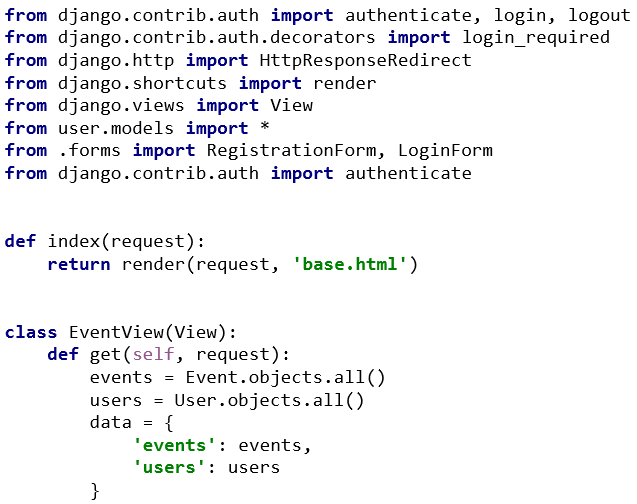 from django.contrib.auth import authenticate, login, logout
from django.contrib.auth.decorators import login_required
from django.http import HttpResponseRedirect
from django.shortcuts import render
from django.views import View
from user.models import *
from .forms import RegistrationForm, LoginForm
from django.contrib.auth import authenticate
def index(request):
    return render(request, 'base.html')
class EventView(View):
    def get(self, request):
        events = Event.objects.all()
        users = User.objects.all()
        data = {
            'events': events,
            'users': users
        }